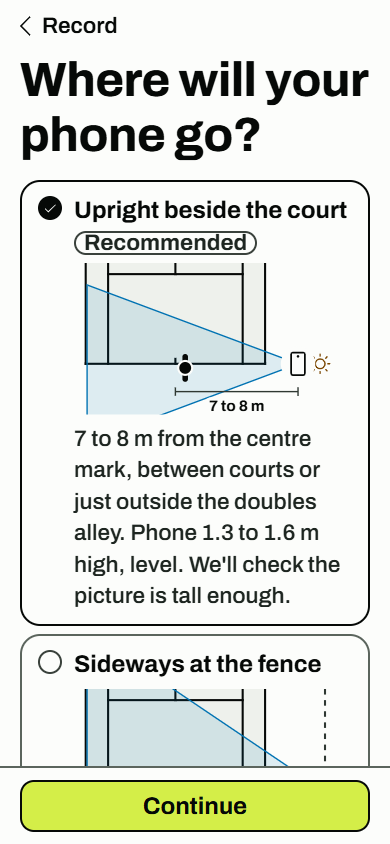 Record
Where will your
phone go?
Upright beside the court
Recommended
7 to 8 m
7 to 8 m from the centre
mark, between courts or
just outside the doubles
alley. Phone 1.3 to 1.6 m
high, level. We'll check the
picture is tall enough.
Sideways at the fence
Continue